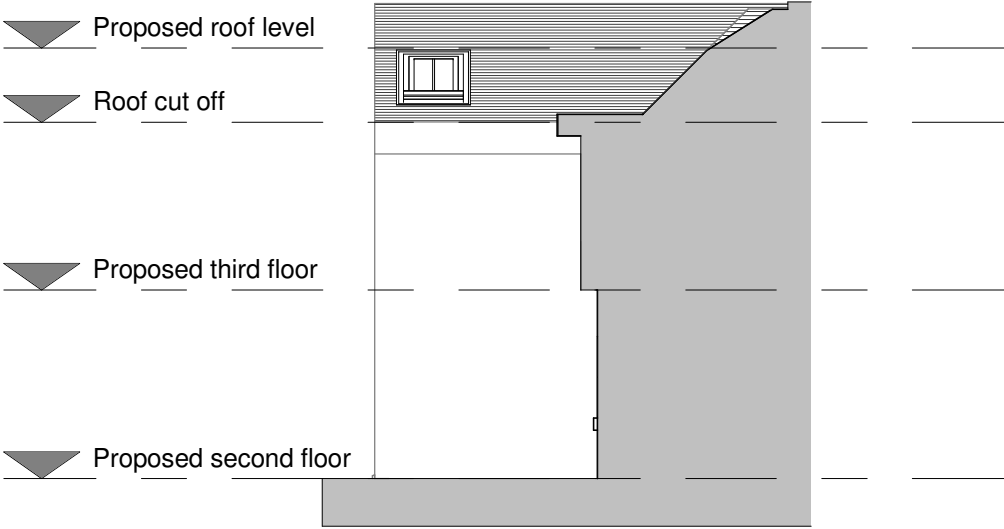 Proposed roof level
Roof cut off
Proposed third floor
Proposed second floor